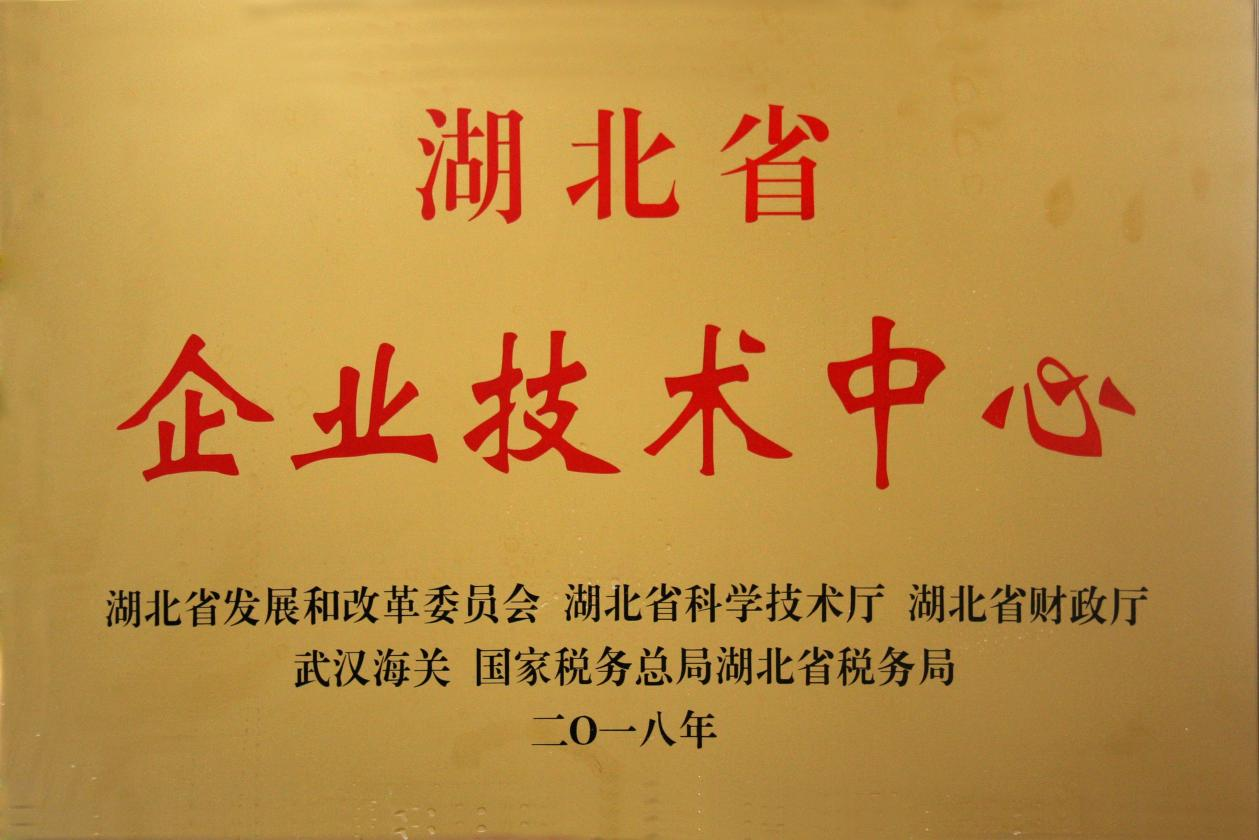 湖北省
企业技术中心
湖北省发展和改革委员会 湖北省科学技术厅 湖北省财政厅
武汉海关 国家税务总局湖北省税务局
二O一八年